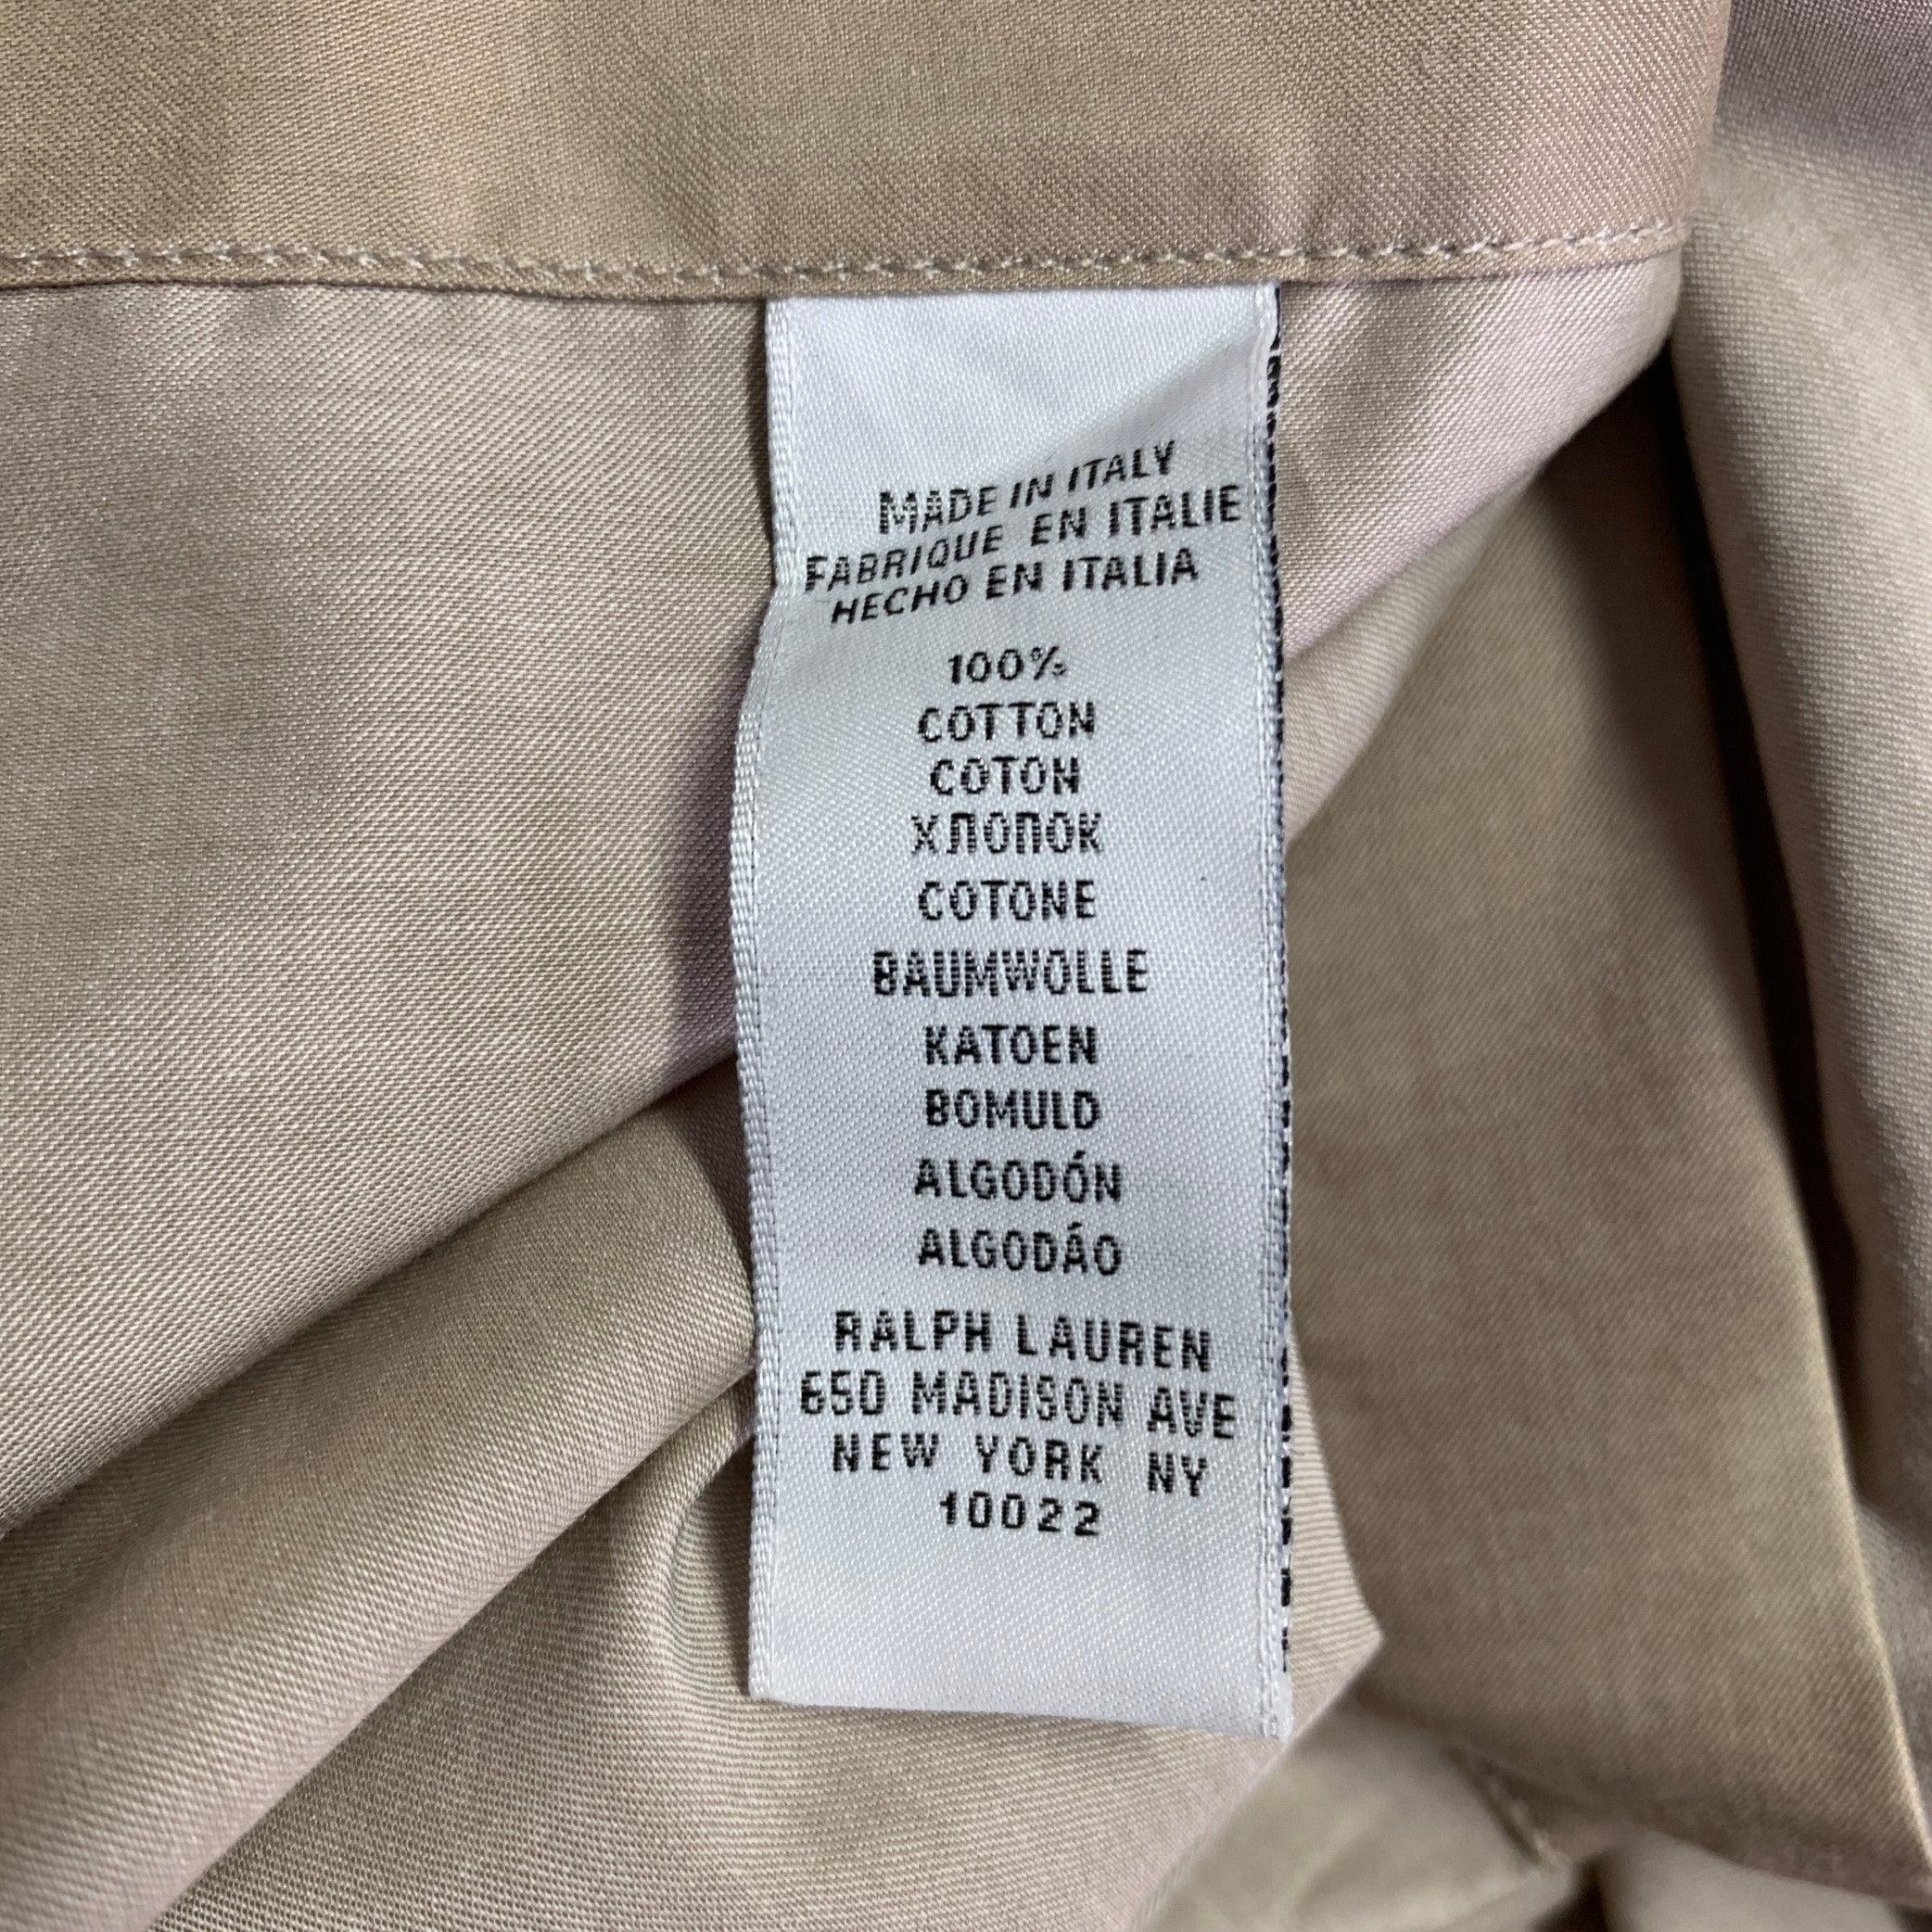 MADE IN ITALY
FABRIQUE EN ITALIE
HECHO EN ITALIA
100%
COTTON
COTON
ХЛОПОК
COTONE
BAUMWOLLE
KATOEN
BOMULD
ALGODÓN
ALGODÁO
RALPH LAUREN
650 MADISON AVE
NEW YORK NY
10022